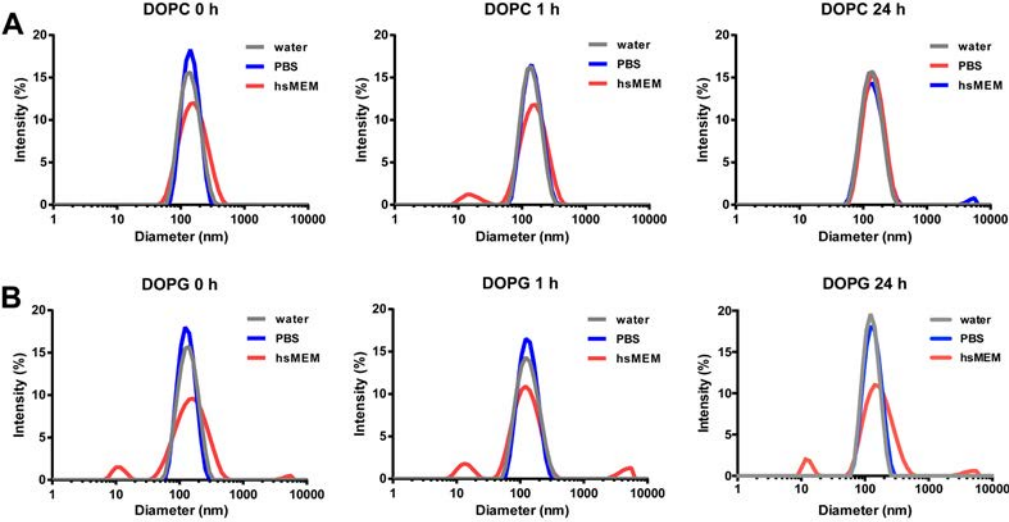 A
DOPC 0 h
20
15
10
5
0
Intensity (%)
1 10 100 1000 10000
Diameter (nm)
water
PBS
hsMEM
DOPC 1 h
20
15
10
5
0
Intensity (%)
1 10 100 1000 10000
Diameter (nm)
water
PBS
hsMEM
DOPC 24 h
20
15
10
5
0
Intensity (%)
1 10 100 1000 10000
Diameter (nm)
water
PBS
hsMEM
B
DOPG 0 h
20
15
10
5
0
Intensity (%)
1 10 100 1000 10000
Diameter (nm)
water
PBS
hsMEM
DOPG 1 h
20
15
10
5
0
Intensity (%)
1 10 100 1000 10000
Diameter (nm)
water
PBS
hsMEM
DOPG 24 h
20
15
10
5
0
Intensity (%)
1 10 100 1000 10000
Diameter (nm)
water
PBS
hsMEM